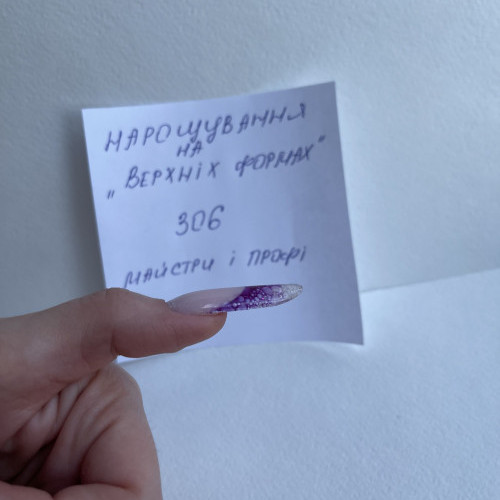 НАРОЩУВАННЯ
НА
„ВЕРХНІХ ФОРМАХ"
306
МАЙСТРИ І ПРОФІ